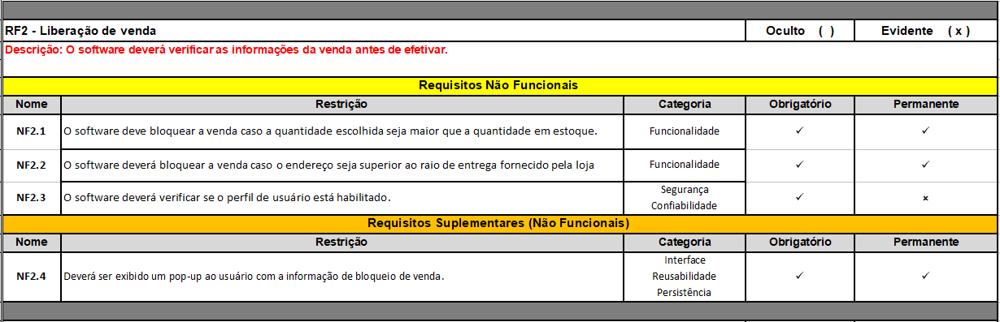 RF2 - Liberação de venda Oculto ( ) Evidente ( x )
Descrição: O software deverá verificar as informações da venda antes de efetivar.
Requisitos Não Funcionais
Nome Restrição Categoria Obrigatório Permanente
NF2.1 O software deve bloquear a venda caso a quantidade escolhida seja maior que a quantidade em estoque. Funcionalidade ✓ ✓
NF2.2 O software deverá bloquear a venda caso o endereço seja superior ao raio de entrega fornecido pela loja Funcionalidade ✓ ✓
NF2.3 O software deverá verificar se o perfil de usuário está habilitado. Segurança
Confiabilidade ✓ ×
Requisitos Suplementares (Não Funcionais)
Nome Restrição Categoria Obrigatório Permanente
NF2.4 Deverá ser exibido um pop-up ao usuário com a informação de bloqueio de venda. Interface
Reusabilidade ✓ ✓
Persistência